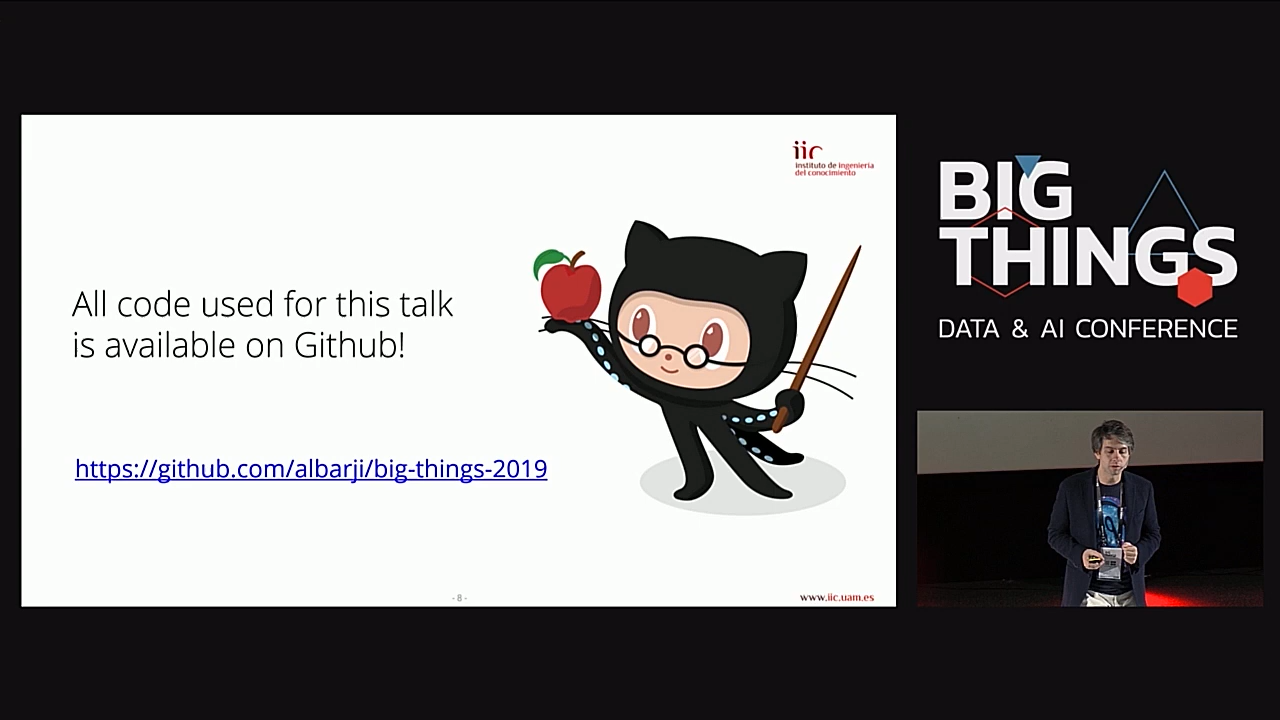 iic
instituto de ingeniería
del conocimiento
All code used for this talk
is available on Github!
https://github.com/albarji/big-things-2019
- 8 -
www.iic.uam.es
BIG
THINGS
DATA & AI CONFERENCE